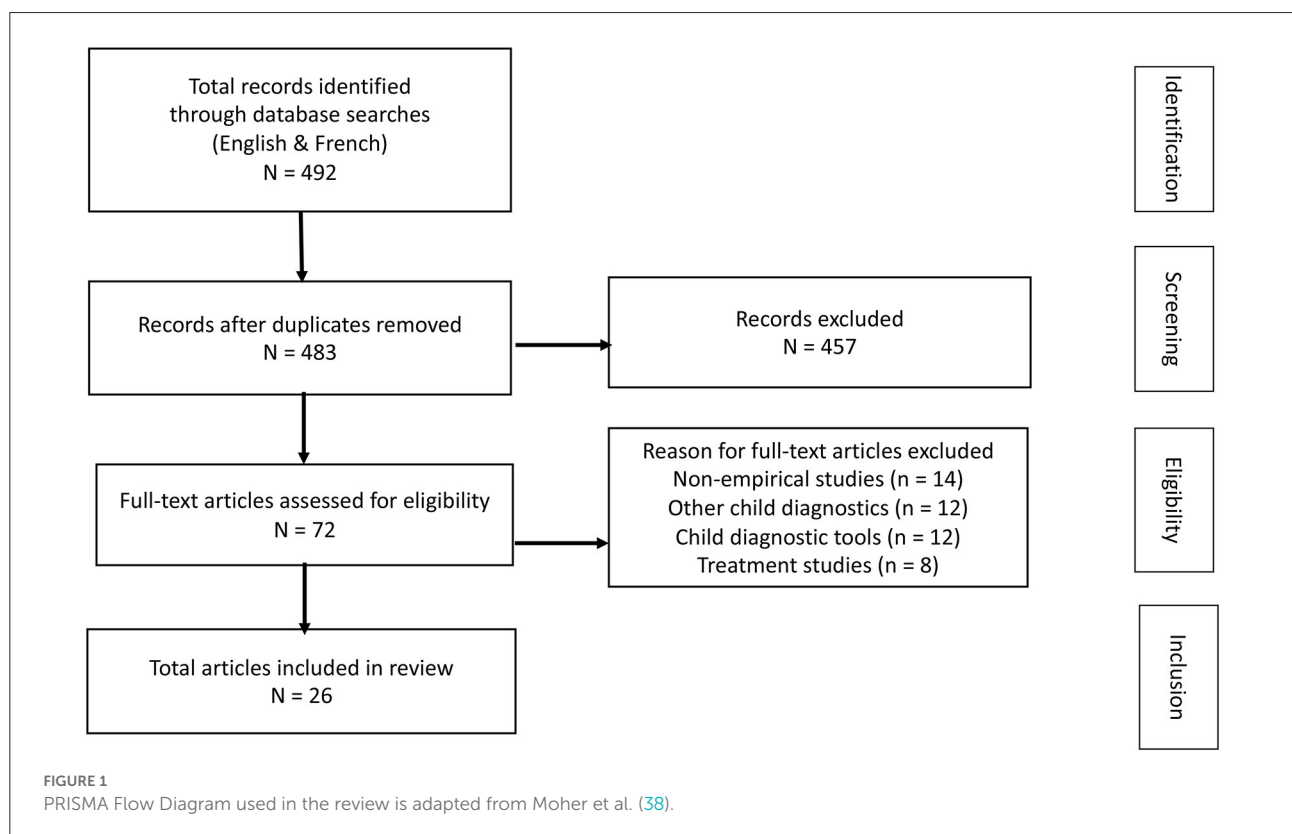 Total records identified
through database searches
(English & French)
N = 492
Identification
Records after duplicates removed
N = 483
Records excluded
N = 457
Screening
Full-text articles assessed for eligibility
N = 72
Reason for full-text articles excluded
Non-empirical studies (n = 14)
Other child diagnostics (n = 12)
Child diagnostic tools (n = 12)
Treatment studies (n = 8)
Eligibility
Total articles included in review
N = 26
Inclusion
FIGURE 1
PRISMA Flow Diagram used in the review is adapted from Moher et al. (38).